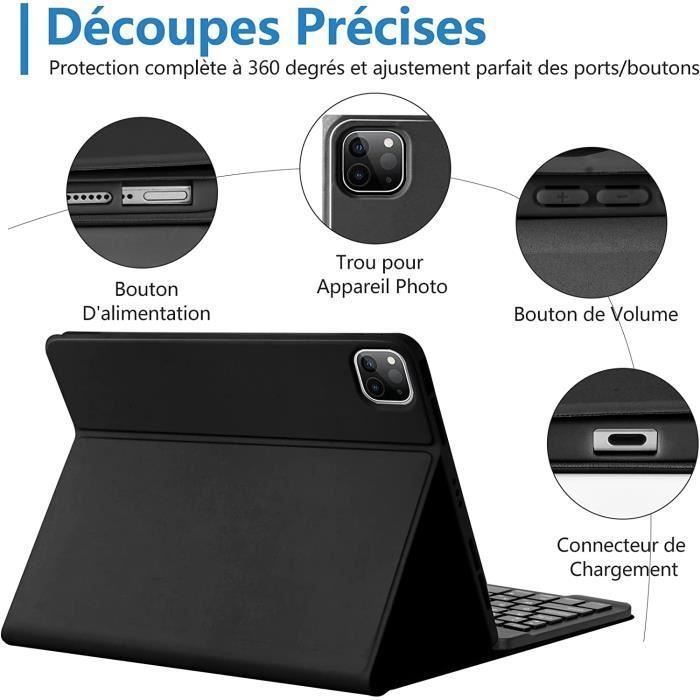 Découpes Précises
Protection complète à 360 degrés et ajustement parfait des ports/boutons
Trou pour
Appareil Photo
Bouton
D'alimentation
Bouton de Volume
Connecteur de
Chargement